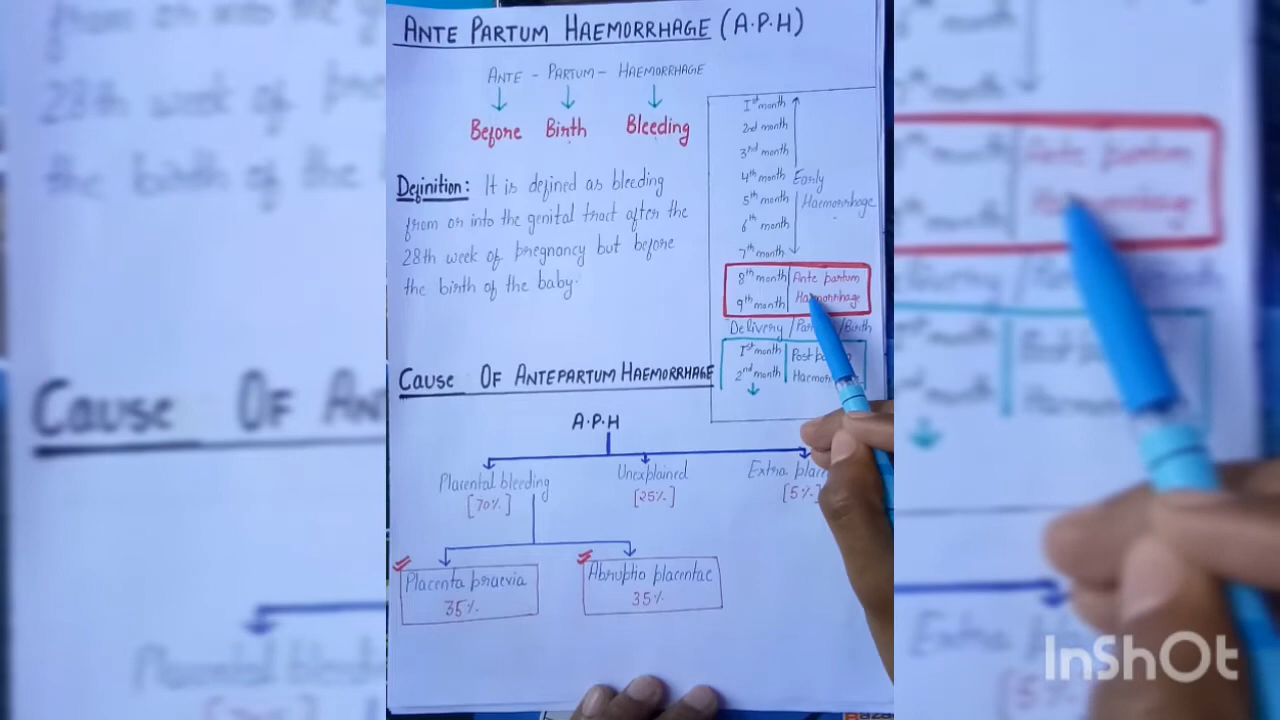 ANTE PARTUM HAEMORRHAGE (A.P.H)
ANTE - PARTUM - HAEMORRHAGE
Before Birth Bleeding
Definition: It is defined as bleeding
from or into the genital tract after the
28th week of pregnancy but before
the birth of the baby.
1st month
2nd month
3rd month
4th month Early
5th month Haemorrhage
6th month
7th month
8th month Ante partum
9th month Haemorrhage
Delivery / /Birth
1st month Post
2nd month
Cause OF ANTEPARTUM HAEMORRHAGE
A.P.H
Placental bleeding Unexplained Extra
[70%] [25%] [5%]
Placenta praevia Abruptio placentae
35% 35%
InShOt